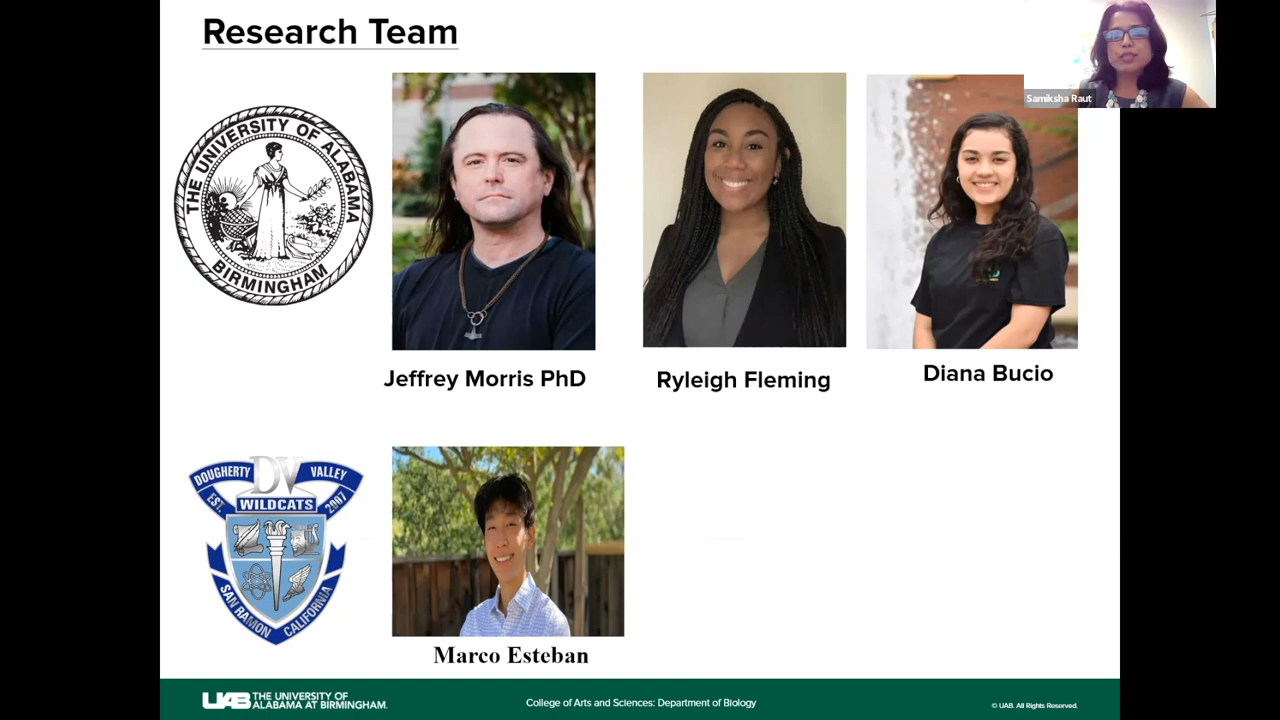 Research Team
Samiksha Raut
THE UNIVERSITY OF ALABAMA
BIRMINGHAM
Jeffrey Morris PhD
Ryleigh Fleming
Diana Bucio
DV
DOUGHERTY VALLEY
EST. 2007
WILDCATS
SAN RAMON CALIFORNIA
Marco Esteban
UAB THE UNIVERSITY OF
ALABAMA AT BIRMINGHAM.
College of Arts and Sciences: Department of Biology
© UAB. All Rights Reserved.